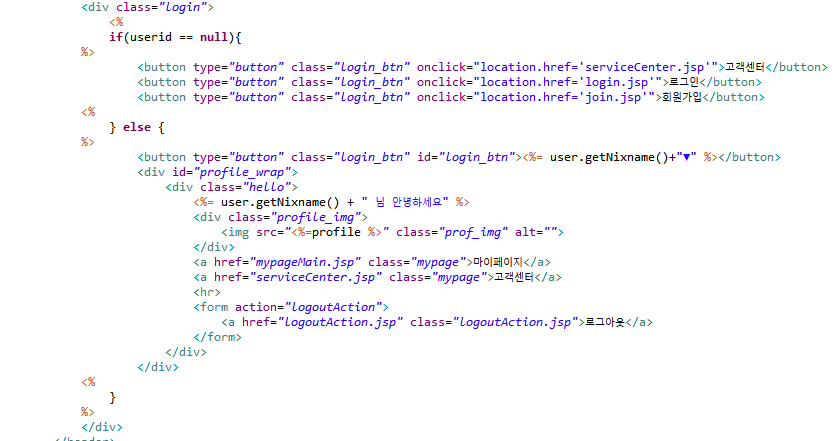 <div class="login">
<%
if(userid == null){
%>
<button type="button" class="login_btn" onclick="location.href='serviceCenter.jsp'">고객센터</button>
<button type="button" class="login_btn" onclick="location.href='login.jsp'">로그인</button>
<button type="button" class="login_btn" onclick="location.href='join.jsp'">회원가입</button>
<%
} else {
%>
<button type="button" class="login_btn" id="login_btn"><%= user.getNixname()+"▼" %></button>
<div id="profile_wrap">
<div class="hello">
<%= user.getNixname() + " 님 안녕하세요" %>
<div class="profile_img">
<img src="<%=profile %>" class="prof_img" alt="">
</div>
<a href="mypageMain.jsp" class="mypage">마이페이지</a>
<a href="serviceCenter.jsp" class="mypage">고객센터</a>
<hr>
<form action="logoutAction">
<a href="logoutAction.jsp" class="logoutAction.jsp">로그아웃</a>
</form>
</div>
</div>
<%
}
%>
</div>
</header>